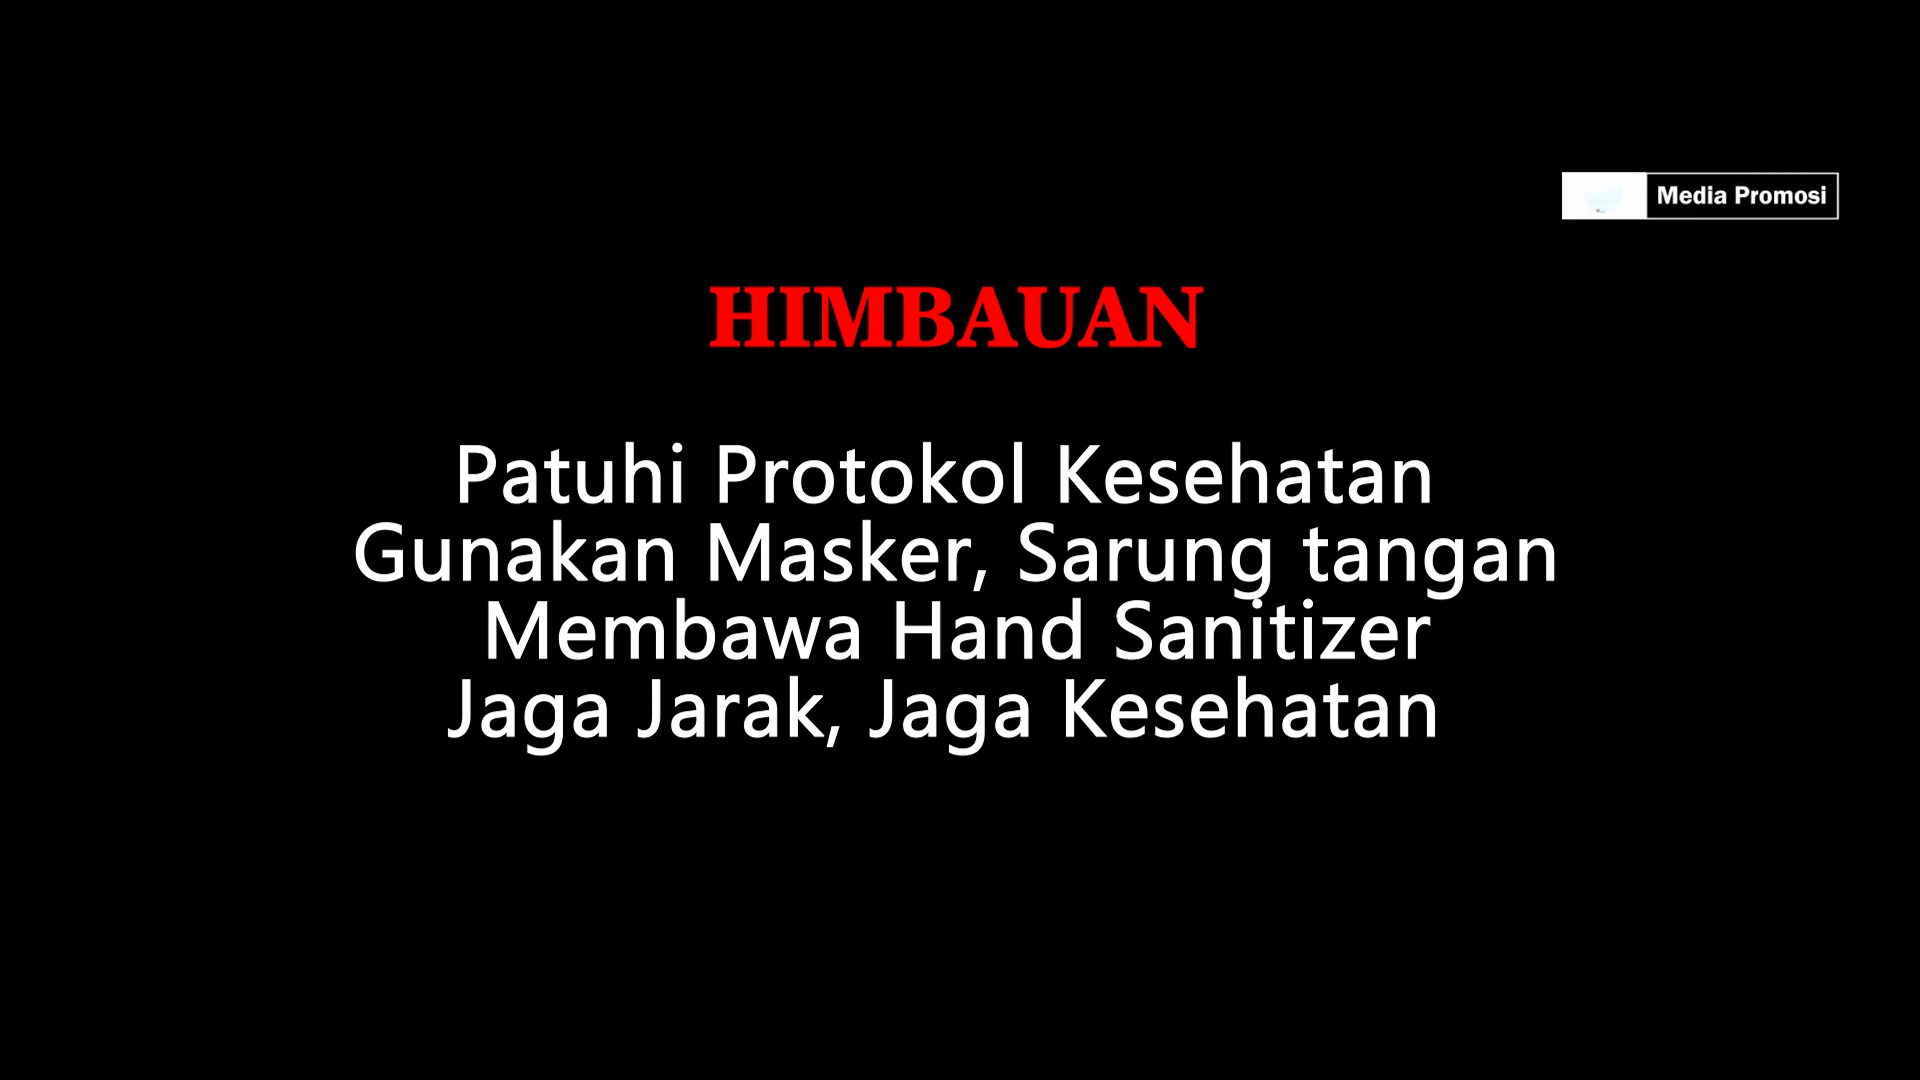 Media Promosi
HIMBAUAN
Patuhi Protokol Kesehatan
Gunakan Masker, Sarung tangan
Membawa Hand Sanitizer
Jaga Jarak, Jaga Kesehatan